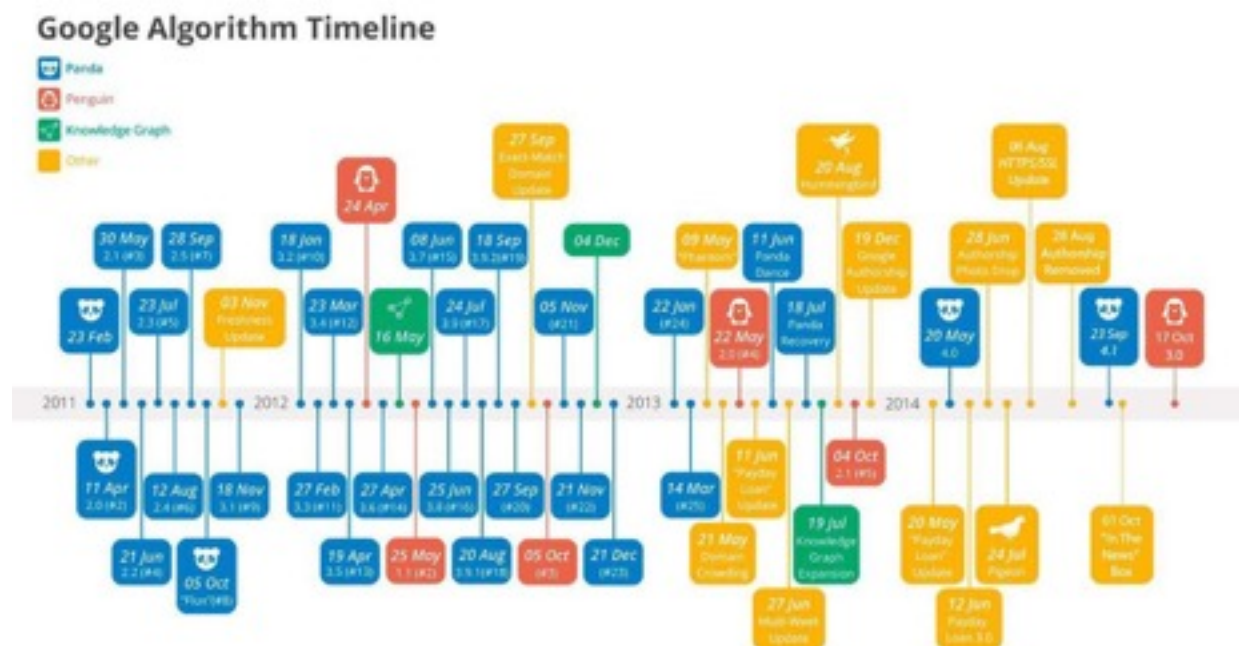 Google Algorithm Timeline
Panda
Penguin
Knowledge Graph
Other
27 Sep
Exact-Match
Domain
Update
20 Aug
Hummingbird
06 Aug
HTTPS/SSL
Update
24 Apr
30 May
2.1 (#3)
28 Sep
2.5 (#7)
18 Jan
3.2 (#10)
08 Jun
3.7 (#15)
18 Sep
3.9.2(#19)
04 Dec
09 May
"Phantom"
11 Jun
Panda
Dance
19 Dec
Google
Authorship
Update
28 Jun
Authorship
Photo Drop
28 Aug
Authorship
Removed
23 Feb
23 Jul
2.3 (#5)
03 Nov
Freshness
Update
23 Mar
3.4 (#12)
16 May
24 Jul
3.9 (#17)
05 Nov
(#21)
22 Jan
(#24)
22 May
2.0 (#4)
18 Jul
Panda
Recovery
20 May
4.0
23 Sep
4.1
17 Oct
3.0
2011
2012
2013
2014
11 Apr
2.0 (#2)
12 Aug
2.4 (#6)
18 Nov
3.1 (#9)
27 Feb
3.3 (#11)
27 Apr
3.6 (#14)
25 Jun
3.8 (#16)
27 Sep
(#20)
21 Nov
(#22)
14 Mar
(#25)
11 Jun
"Payday
Loan"
Update
04 Oct
2.1 (#5)
21 Jun
2.2 (#4)
05 Oct
"Flux"(#8)
19 Apr
3.5 (#13)
25 May
1.1 (#2)
20 Aug
3.9.1(#18)
05 Oct
(#3)
21 Dec
(#23)
21 May
Domain
Crowding
19 Jul
Knowledge
Graph
Expansion
20 May
"Payday
Loan"
Update
24 Jul
Pigeon
01 Oct
"In The
News"
Box
27 Jun
Multi-Week
Update
12 Jun
Payday
Loan 3.0